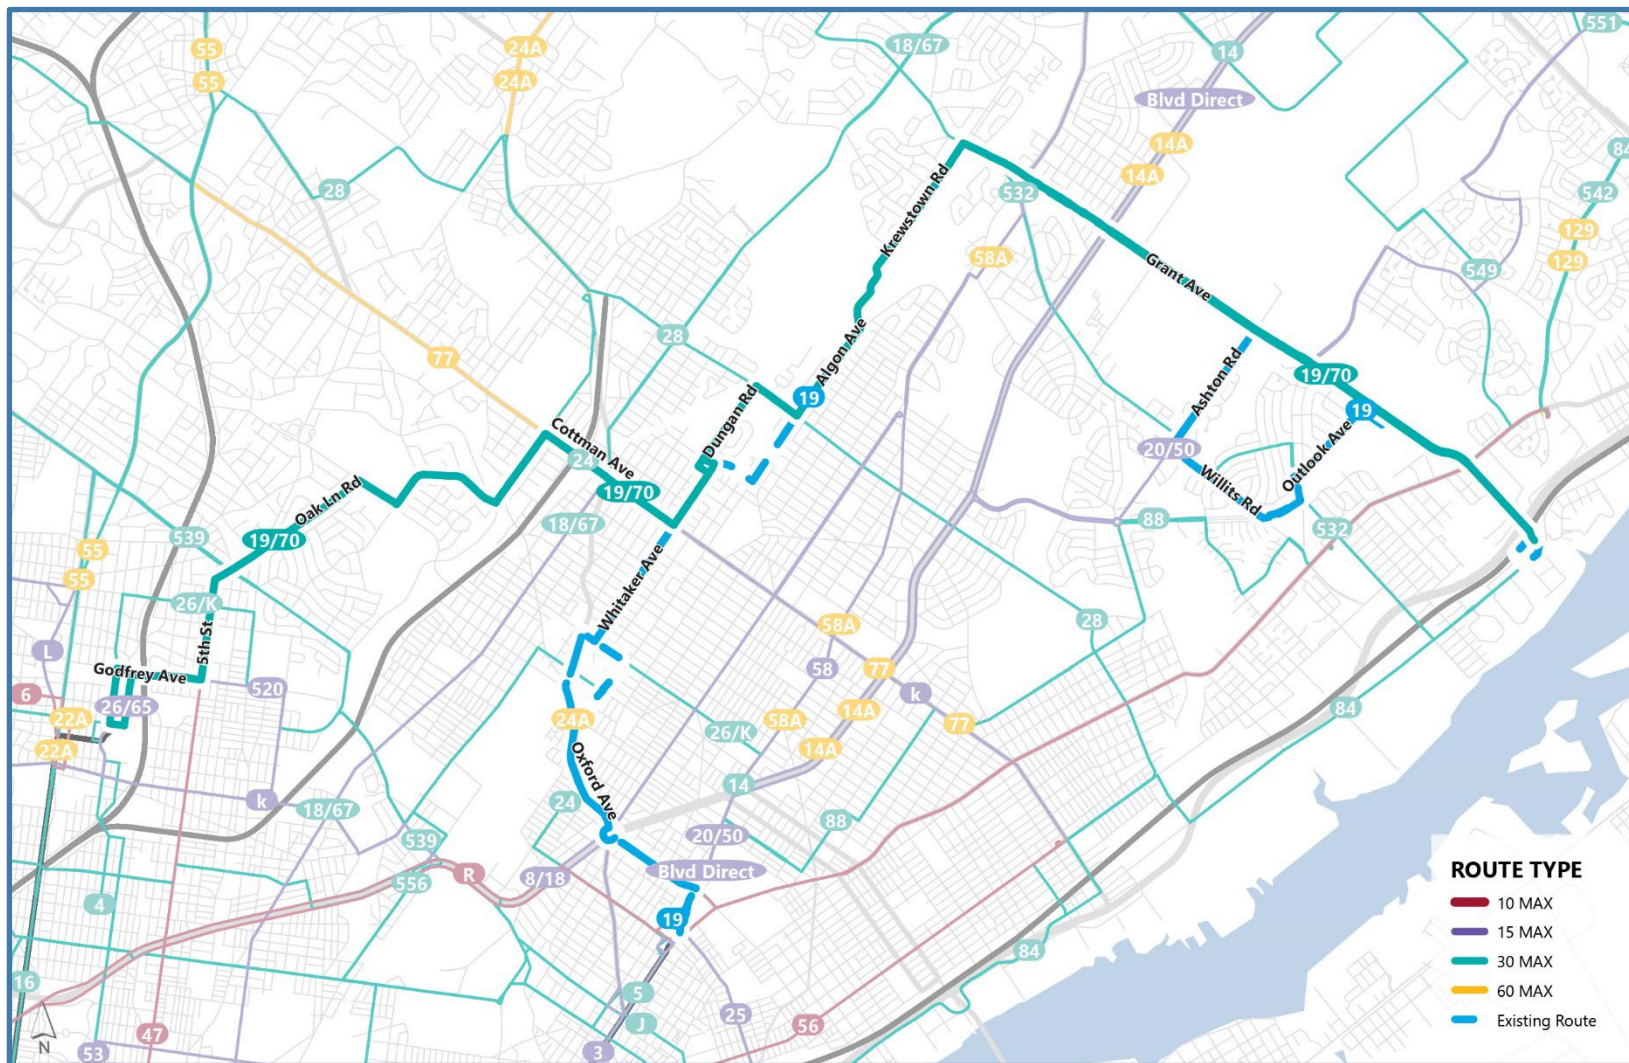 551
55
24A
18/67
14
55
24A
Blvd Direct
14A
84
14A
28
532
542
Krewstown Rd
129
58A
129
549
Grant Ave
28
77
Algon Ave
Ashton Rd
19/70
19
Dungan Rd
19
Cottman Ave
20/50
Outlook Ave
24
19/70
Willits Rd
Oak Ln Rd
88
18/67
532
539
19/70
55
55
26/K
Whitaker Ave
28
58A
5th St
L
58
77
Godfrey Ave
520
6
k
26/65
14A
84
22A
24A
58A
77
26/K
22A
14A
Oxford Ave
14
k
18/67
24
88
20/50
539
Blvd Direct
R
8/18
556
4
19
84
16
5
25
J
56
47
N
53
3
ROUTE TYPE
10 MAX
15 MAX
30 MAX
60 MAX
Existing Route